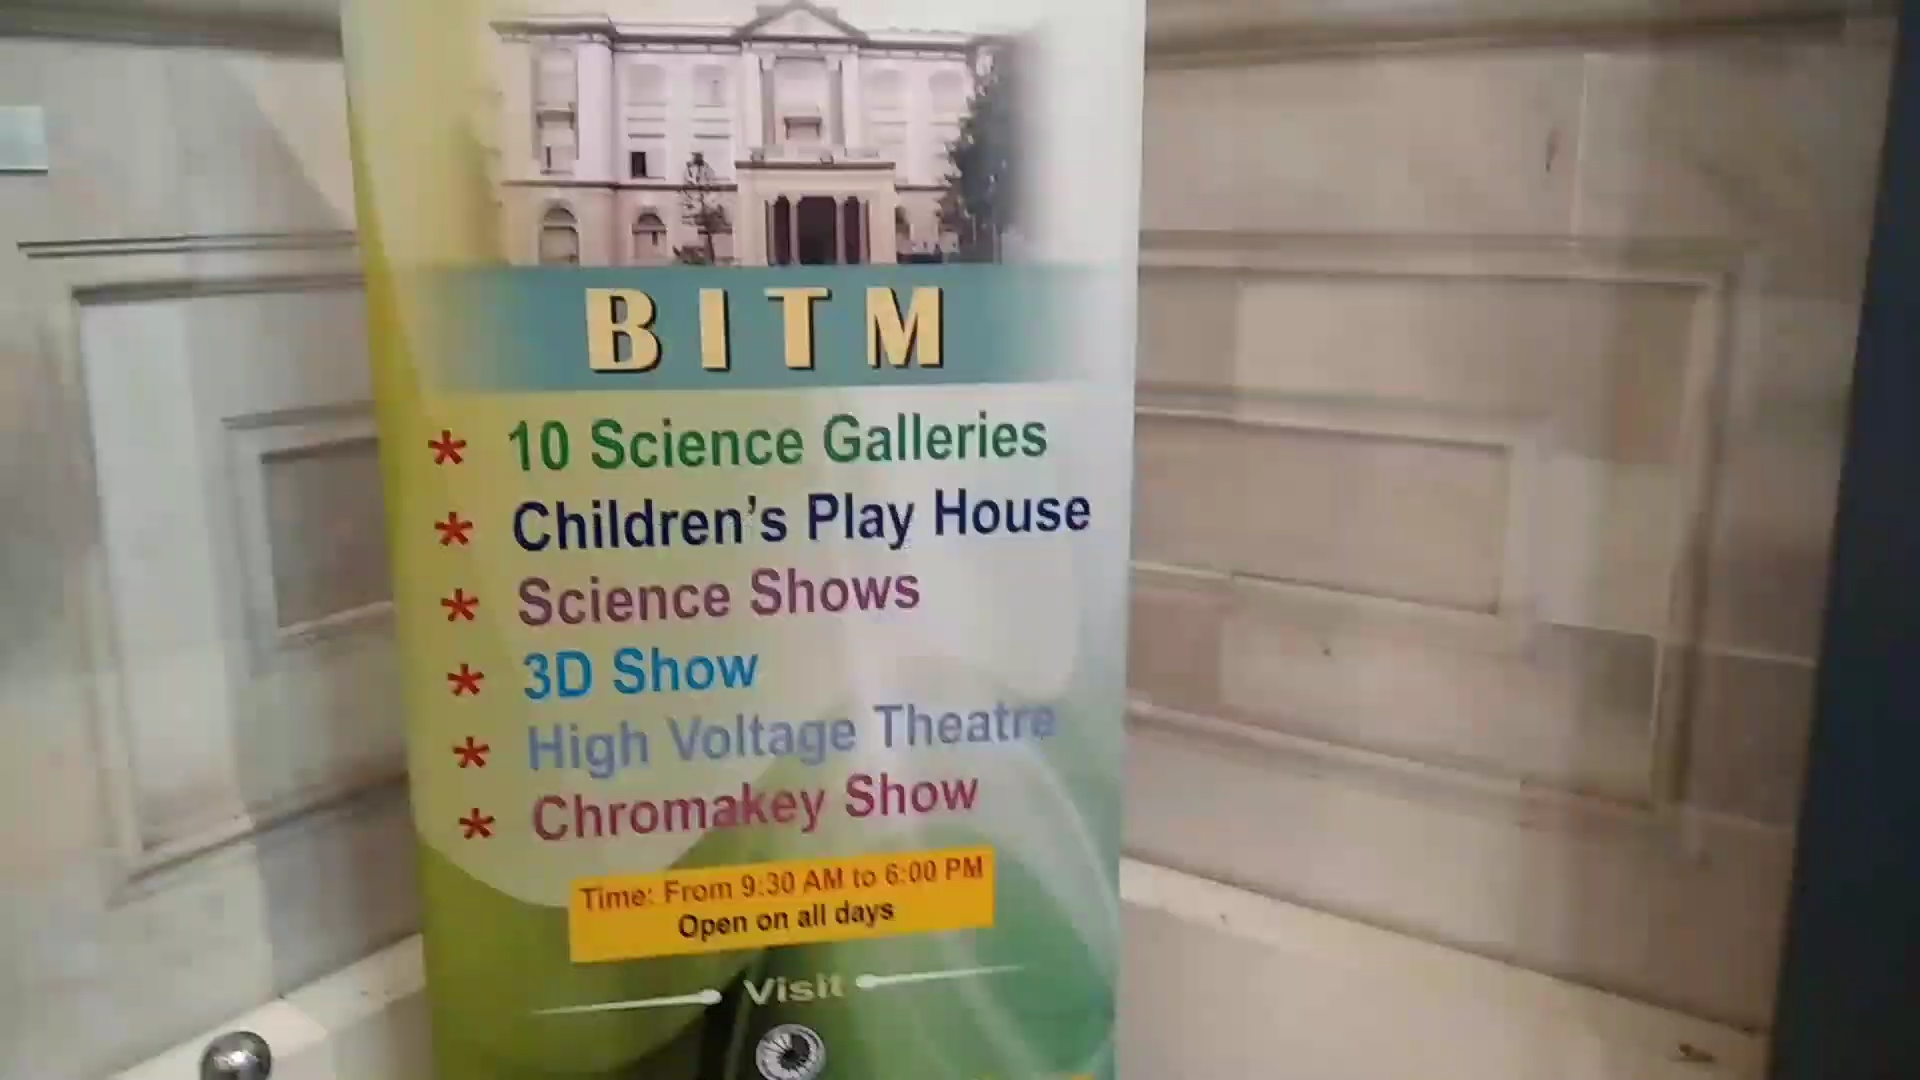 BITM
* 10 Science Galleries
* Children's Play House
* Science Shows
* 3D Show
* High Voltage Theatre
* Chromakey Show
Time: From 9:30 AM to 6:00 PM
Open on all days
Visit